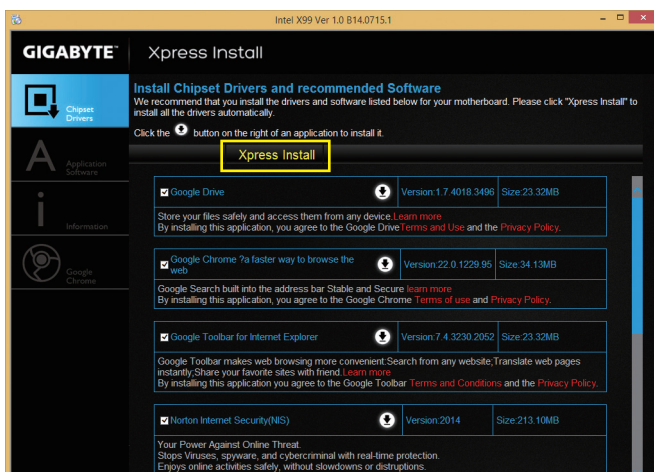 Intel X99 Ver 1.0 B14.0715.1
GIGABYTE™
Xpress Install
Chipset
Drivers
Application
Software
Information
Google
Chrome
Install Chipset Drivers and recommended Software
We recommend that you install the drivers and software listed below for your motherboard. Please click "Xpress Install" to
install all the drivers automatically.
Click the button on the right of an application to install it.
Xpress Install
Google Drive Version:1.7.4018.3496 Size:23.32MB
Store your files safely and access them from any device.Learn more
By installing this application, you agree to the Google DriveTerms and Use and the Privacy Policy.
Google Chrome ?a faster way to browse the
web Version:22.0.1229.95 Size:34.13MB
Google Search built into the address bar Stable and Secure learn more
By installing this application, you agree to the Google Chrome Terms of use and Privacy Policy.
Google Toolbar for Internet Explorer Version:7.4.3230.2052 Size:23.32MB
Google Toolbar makes web browsing more convenient:Search from any website;Translate web pages
instantly;Share your favorite sites with friend.Learn more
By installing this application you agree to the Google Toolbar Terms and Conditions and the Privacy Policy.
Norton Internet Security(NIS) Version:2014 Size:213.10MB
Your Power Against Online Threat.
Stops Viruses, spyware, and cybercriminal with real-time protection.
Enjoys online activities safely, without slowdowns or distruptions.